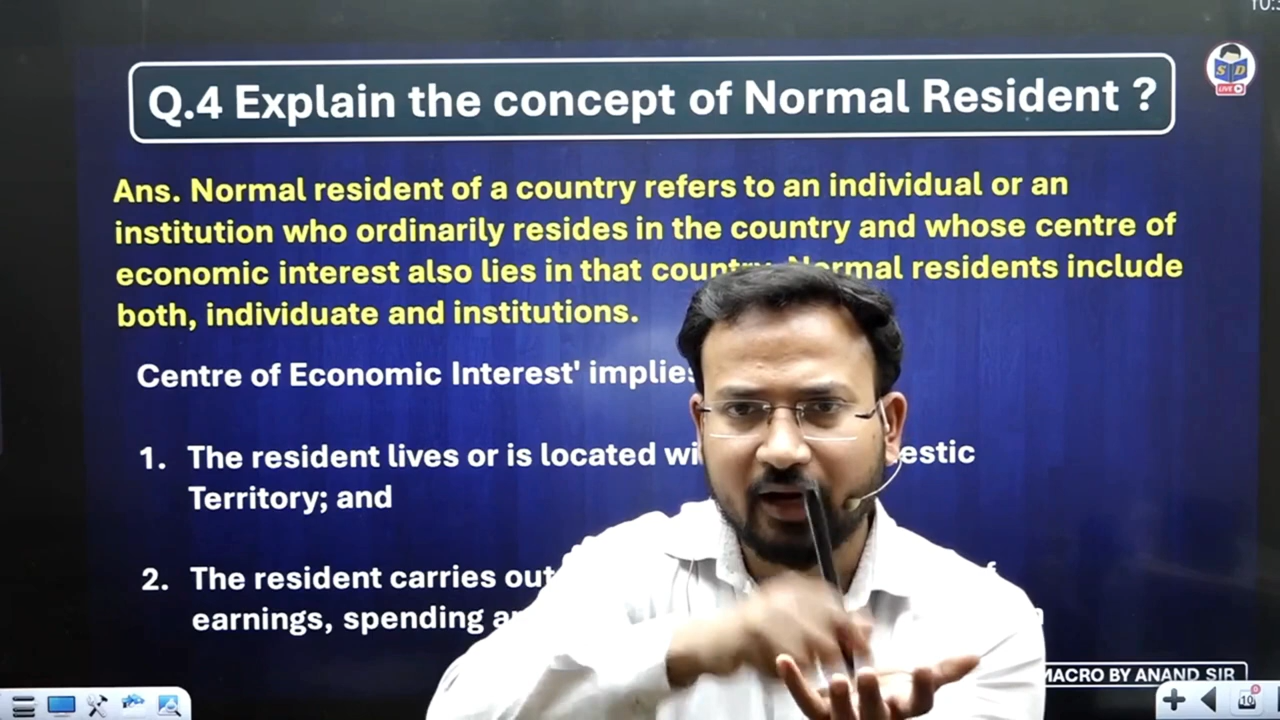 10:
Q.4 Explain the concept of Normal Resident ?
S D
LIVE
Ans. Normal resident of a country refers to an individual or an
institution who ordinarily resides in the country and whose centre of
economic interest also lies in that country. Normal residents include
both, individuate and institutions.
Centre of Economic Interest' implies
1. The resident lives or is located estic
Territory; and
2. The resident carries out
earnings, spending
MACRO BY ANAND SIR
10